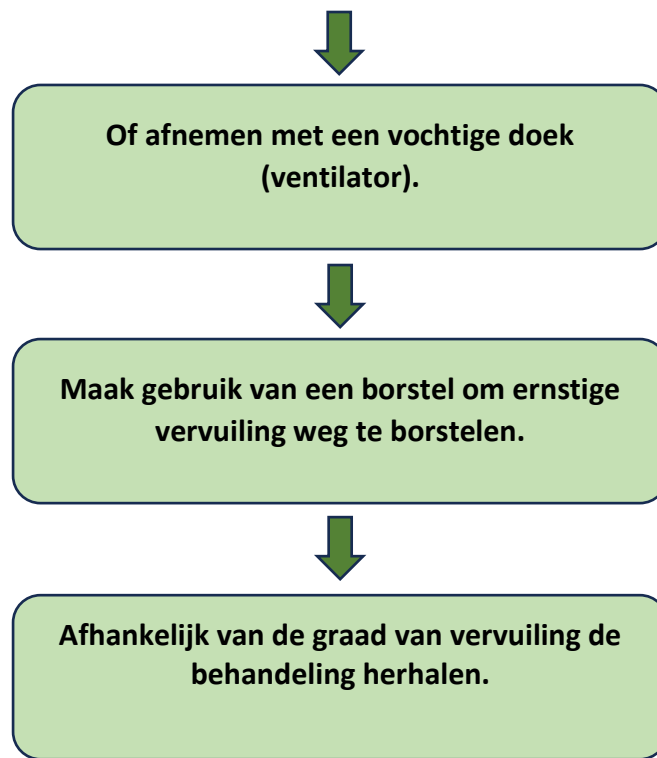 Of afnemen met een vochtige doek
(ventilator).
Maak gebruik van een borstel om ernstige
vervuiling weg te borstelen.
Afhankelijk van de graad van vervuiling de
behandeling herhalen.